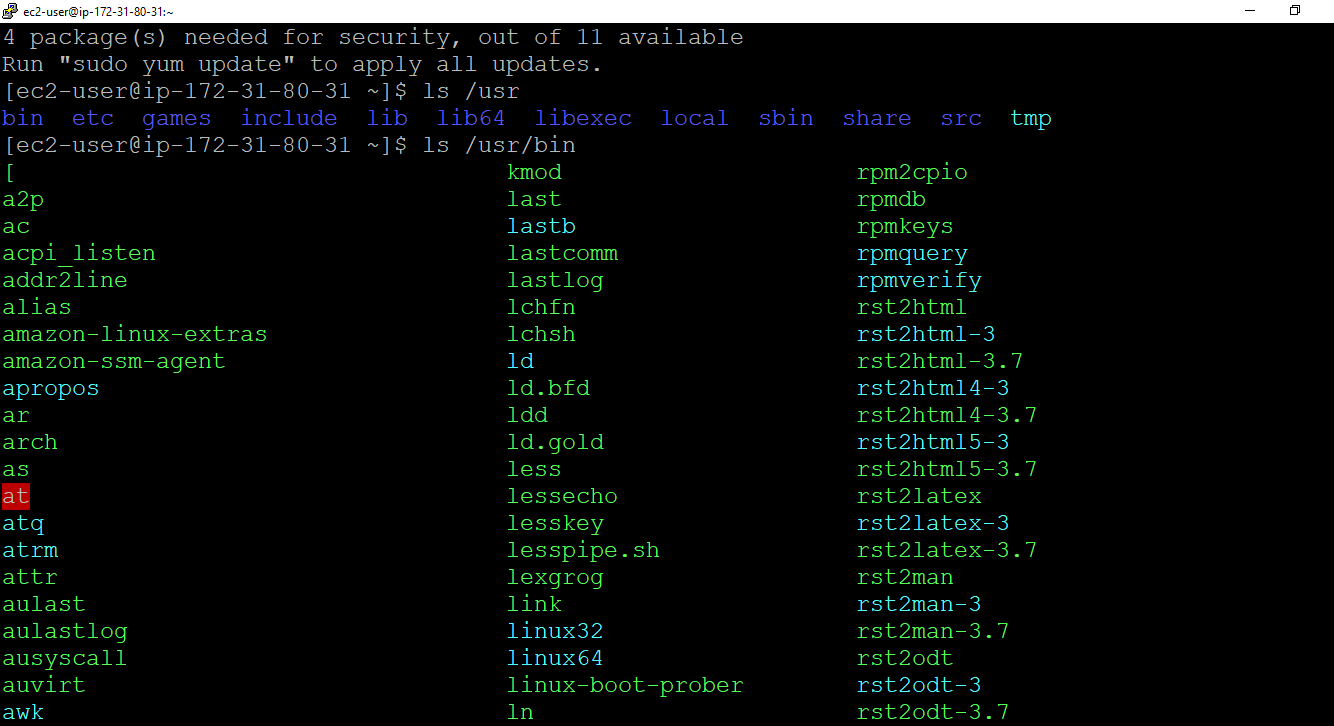 ec2-user@ip-172-31-80-31:~
4 package(s) needed for security, out of 11 available
Run "sudo yum update" to apply all updates.
[ec2-user@ip-172-31-80-31 ~]$ ls /usr
bin  etc  games  include  lib  lib64  libexec  local  sbin  share  src  tmp
[ec2-user@ip-172-31-80-31 ~]$ ls /usr/bin
[ kmod rpm2cpio
a2p last rpmdb
ac lastb rpmkeys
acpi_listen lastcomm rpmquery
addr2line lastlog rpmverify
alias lchfn rst2html
amazon-linux-extras lchsh rst2html-3
amazon-ssm-agent ld rst2html-3.7
apropos ld.bfd rst2html4-3
ar ldd rst2html4-3.7
arch ld.gold rst2html5-3
as less rst2html5-3.7
at lessecho rst2latex
atq lesskey rst2latex-3
atrm lesspipe.sh rst2latex-3.7
attr lexgrog rst2man
aulast link rst2man-3
aulastlog linux32 rst2man-3.7
ausyscall linux64 rst2odt
auvirt linux-boot-prober rst2odt-3
awk ln rst2odt-3.7